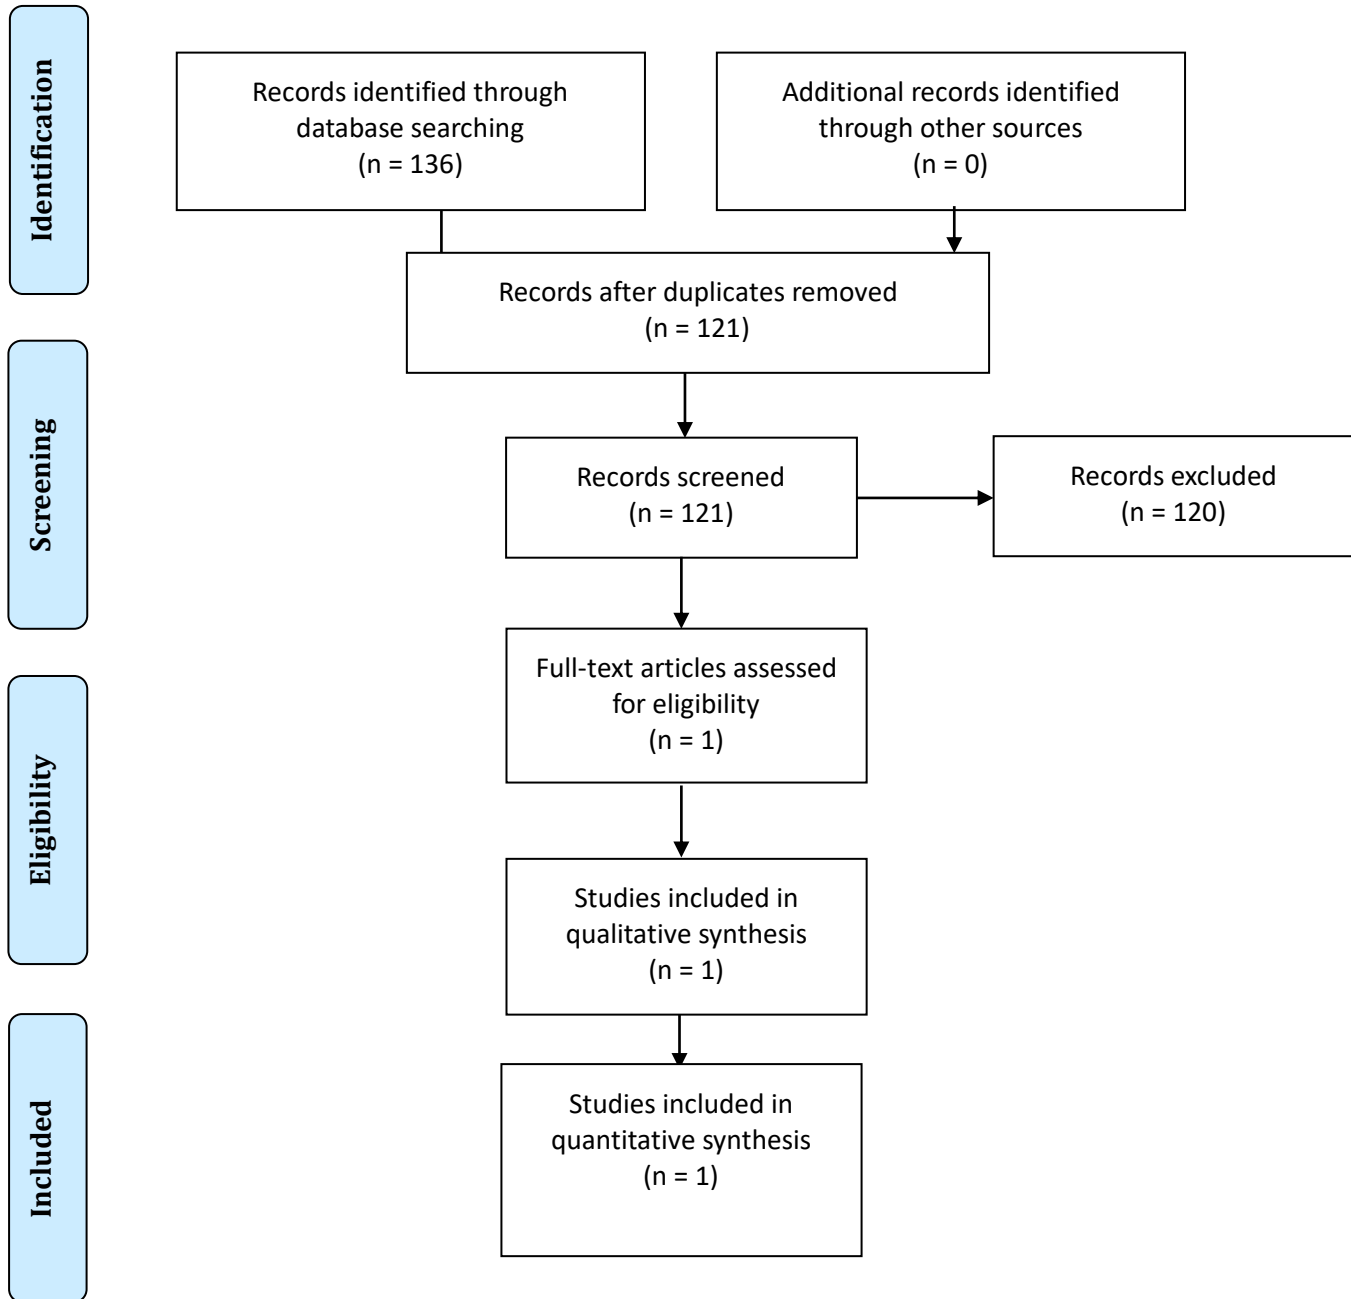 Identification
Records identified through
database searching
(n = 136)
Additional records identified
through other sources
(n = 0)
Records after duplicates removed
(n = 121)
Screening
Records screened
(n = 121)
Records excluded
(n = 120)
Eligibility
Full-text articles assessed
for eligibility
(n = 1)
Studies included in
qualitative synthesis
(n = 1)
Included
Studies included in
quantitative synthesis
(n = 1)